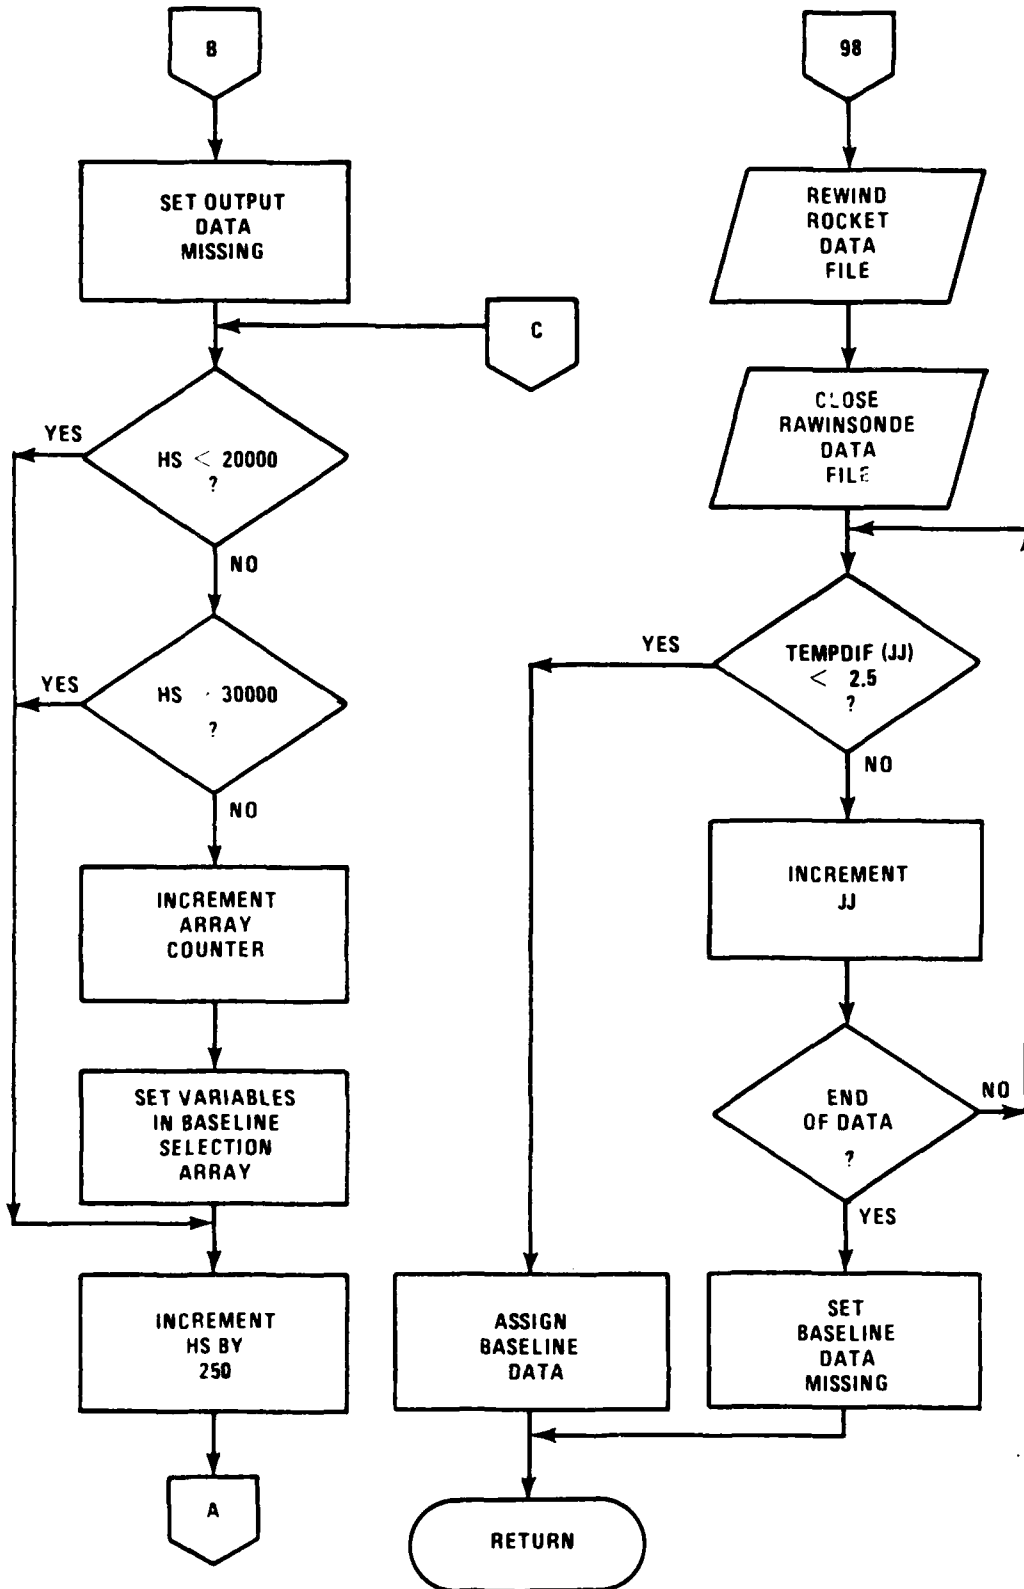 B
SET OUTPUT
DATA
MISSING
C
YES
HS < 20000
?
NO
YES
HS 30000
?
NO
INCREMENT
ARRAY
COUNTER
SET VARIABLES
IN BASELINE
SELECTION
ARRAY
INCREMENT
HS BY
250
A
98
REWIND
ROCKET
DATA
FILE
CLOSE
RAWINSONDE
DATA
FILE
YES
TEMPDIF (JJ)
< 2.5
?
NO
INCREMENT
JJ
END
OF DATA
?
NO
YES
ASSIGN
BASELINE
DATA
SET
BASELINE
DATA
MISSING
RETURN